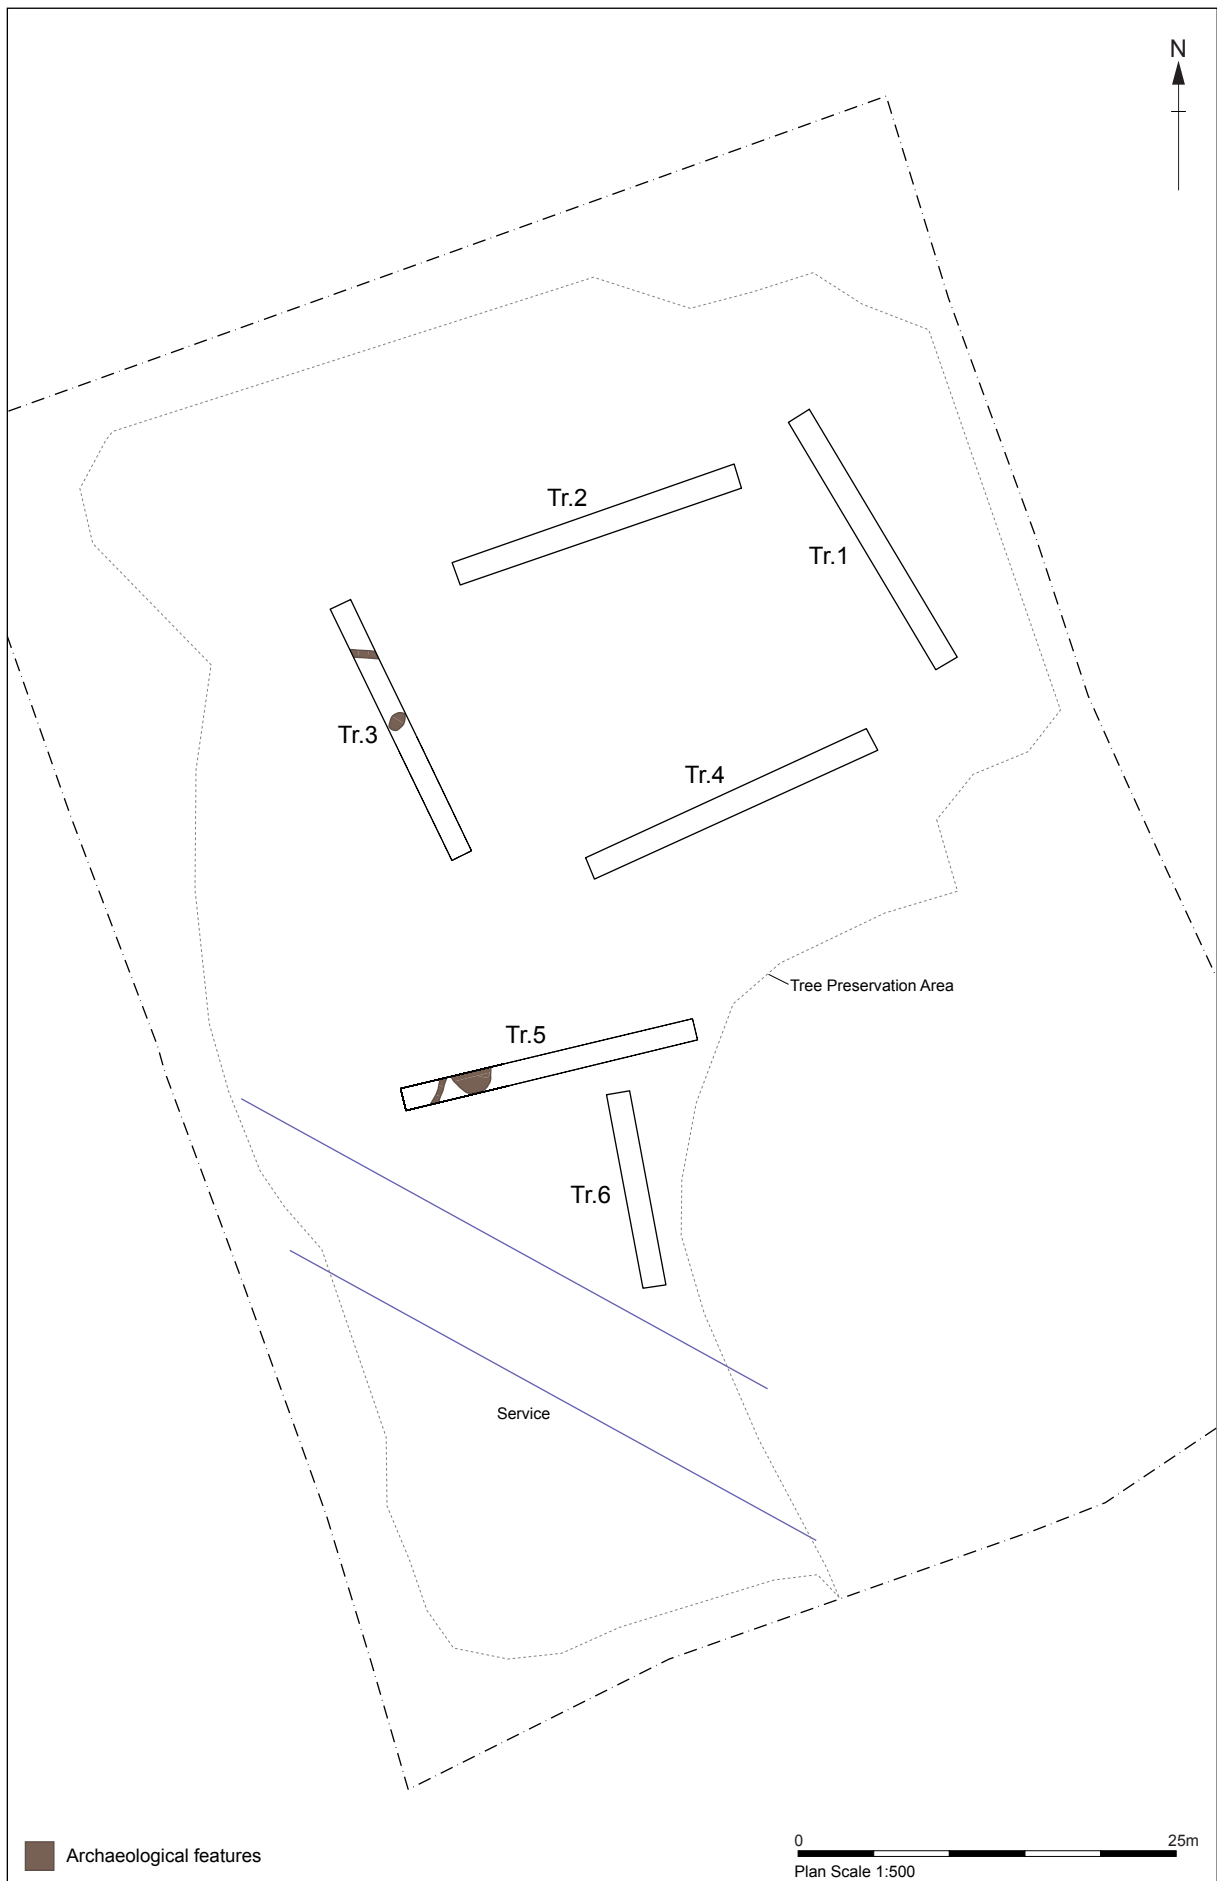 N
Tr.2
Tr.1
Tr.3
Tr.4
Tree Preservation Area
Tr.5
Tr.6
Service
Archaeological features
0 25m
Plan Scale 1:500